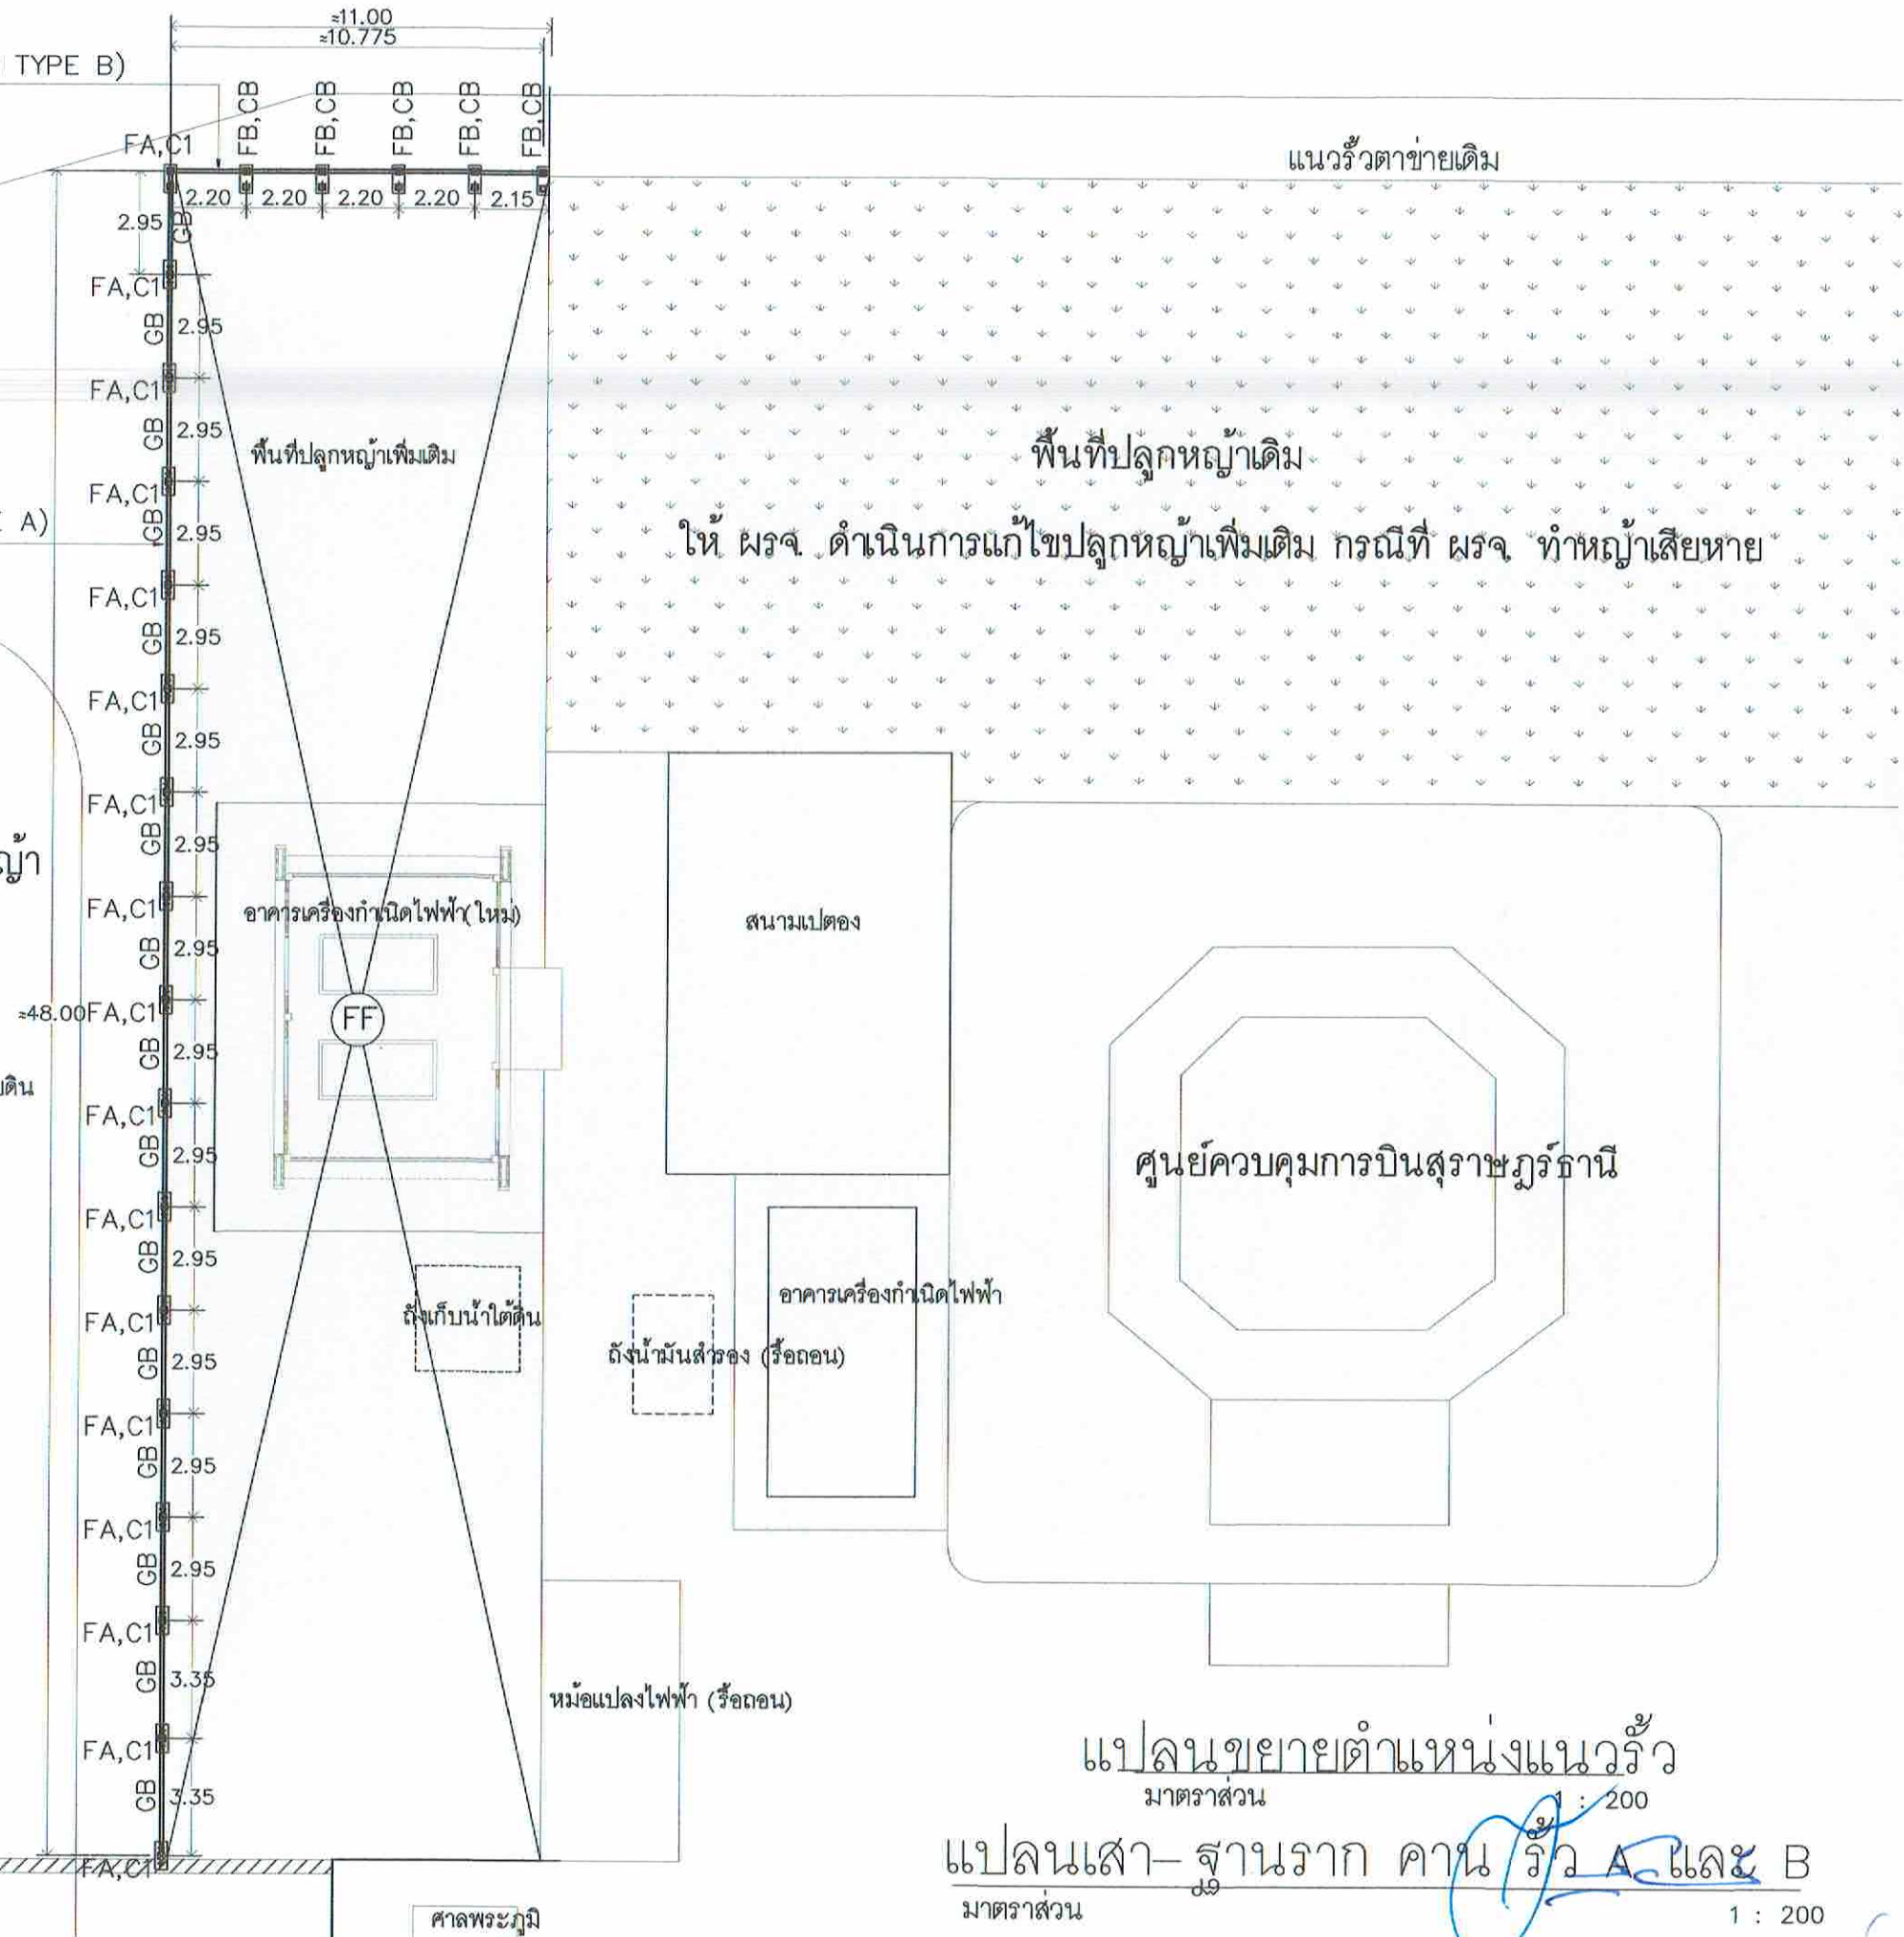 ≈11.00
≈10.775
TYPE B)
FB,CB
FB,CB
FB,CB
FB,CB
FB,CB
FA,C1
แนวรั้วตาข่ายเดิม
2.20
2.20
2.20
2.20
2.15
2.95
GB
FA,C1
GB
2.95
FA,C1
GB
2.95
พื้นที่ปลูกหญ้าเพิ่มเติม
พื้นที่ปลูกหญ้าเดิม
FA,C1
A)
GB
2.95
ให้ ผรจ. ดำเนินการแก้ไขปลูกหญ้าเพิ่มเติม กรณีที่ ผรจ. ทำหญ้าเสียหาย
FA,C1
GB
2.95
FA,C1
GB
2.95
FA,C1
GB
2.95
ญ้า
FA,C1
อาคารเครื่องกำเนิดไฟฟ้า(ใหม่)
สนามเปตอง
GB
2.95
≈48.00
FA,C1
FF
GB
2.95
FA,C1
GB
2.95
ศูนย์ควบคุมการบินสุราษฎร์ธานี
FA,C1
GB
2.95
FA,C1
ถังเก็บน้ำใต้ดิน
อาคารเครื่องกำเนิดไฟฟ้า
GB
2.95
ถังน้ำมันสำรอง (รื้อถอน)
FA,C1
GB
2.95
FA,C1
GB
2.95
FA,C1
GB
3.35
หม้อแปลงไฟฟ้า (รื้อถอน)
FA,C1
GB
3.35
FA,C1
แปลนขยายตำแหน่งแนวรั้ว
มาตราส่วน 1 : 200
แปลนเสา-ฐานราก คาน รั้ว A และ B
มาตราส่วน 1 : 200
ศาลพระภูมิ